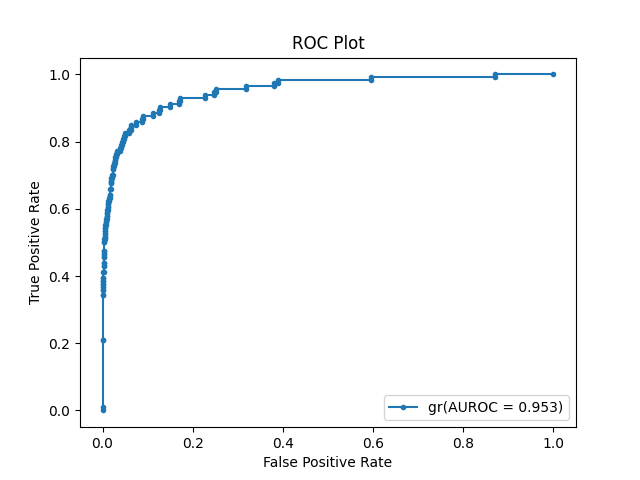 ROC Plot
True Positive Rate
1.0
0.8
0.6
0.4
0.2
0.0
0.0 0.2 0.4 0.6 0.8 1.0
False Positive Rate
gr(AUROC = 0.953)